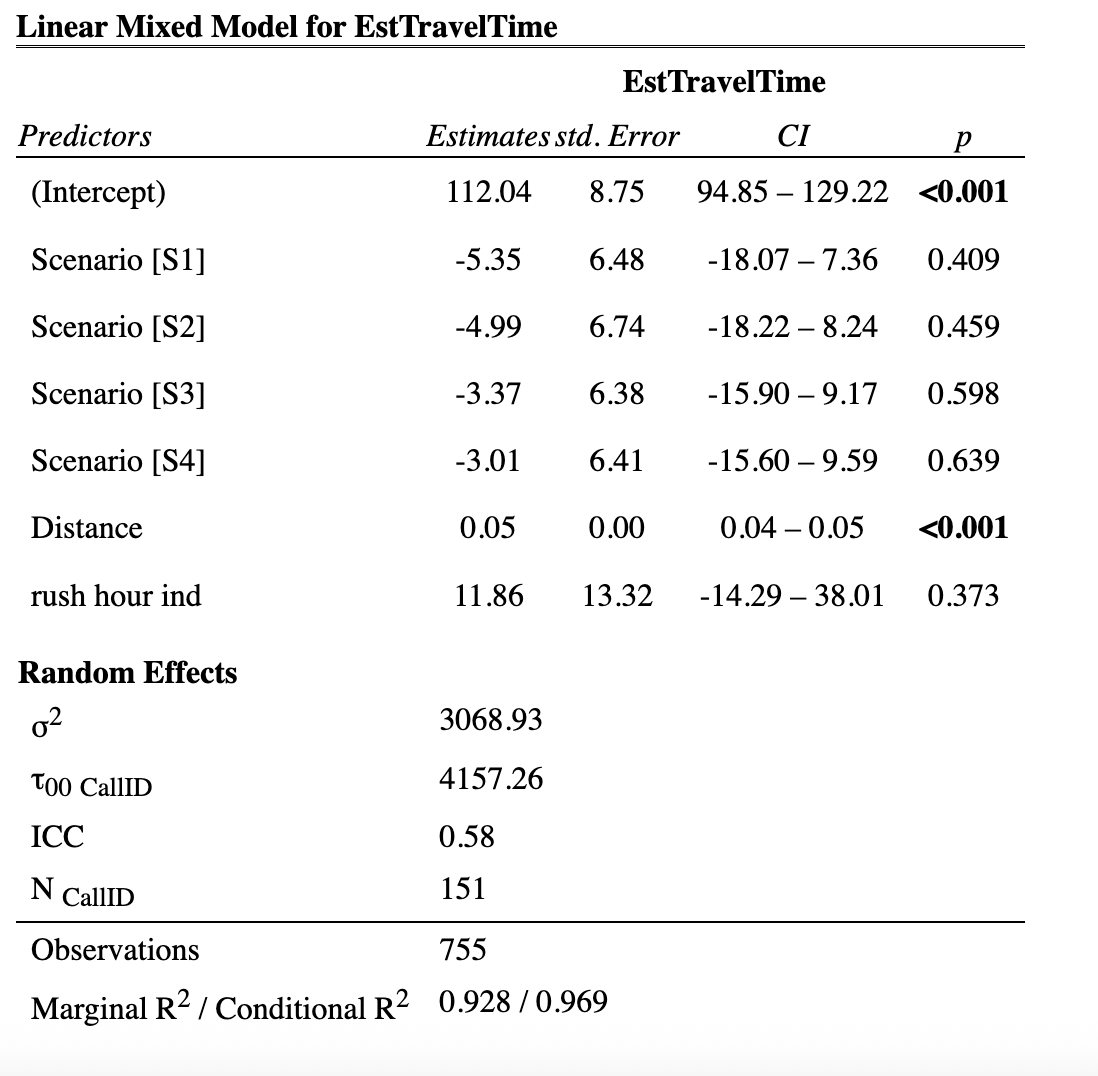 Linear Mixed Model for EstTravelTime
EstTravelTime
Predictors Estimates std. Error CI p
(Intercept) 112.04 8.75 94.85 – 129.22 <0.001
Scenario [S1] -5.35 6.48 -18.07 – 7.36 0.409
Scenario [S2] -4.99 6.74 -18.22 – 8.24 0.459
Scenario [S3] -3.37 6.38 -15.90 – 9.17 0.598
Scenario [S4] -3.01 6.41 -15.60 – 9.59 0.639
Distance 0.05 0.00 0.04 – 0.05 <0.001
rush hour ind 11.86 13.32 -14.29 – 38.01 0.373
Random Effects
σ² 3068.93
τ₀₀ CallID 4157.26
ICC 0.58
N CallID 151
Observations 755
Marginal R² / Conditional R² 0.928 / 0.969